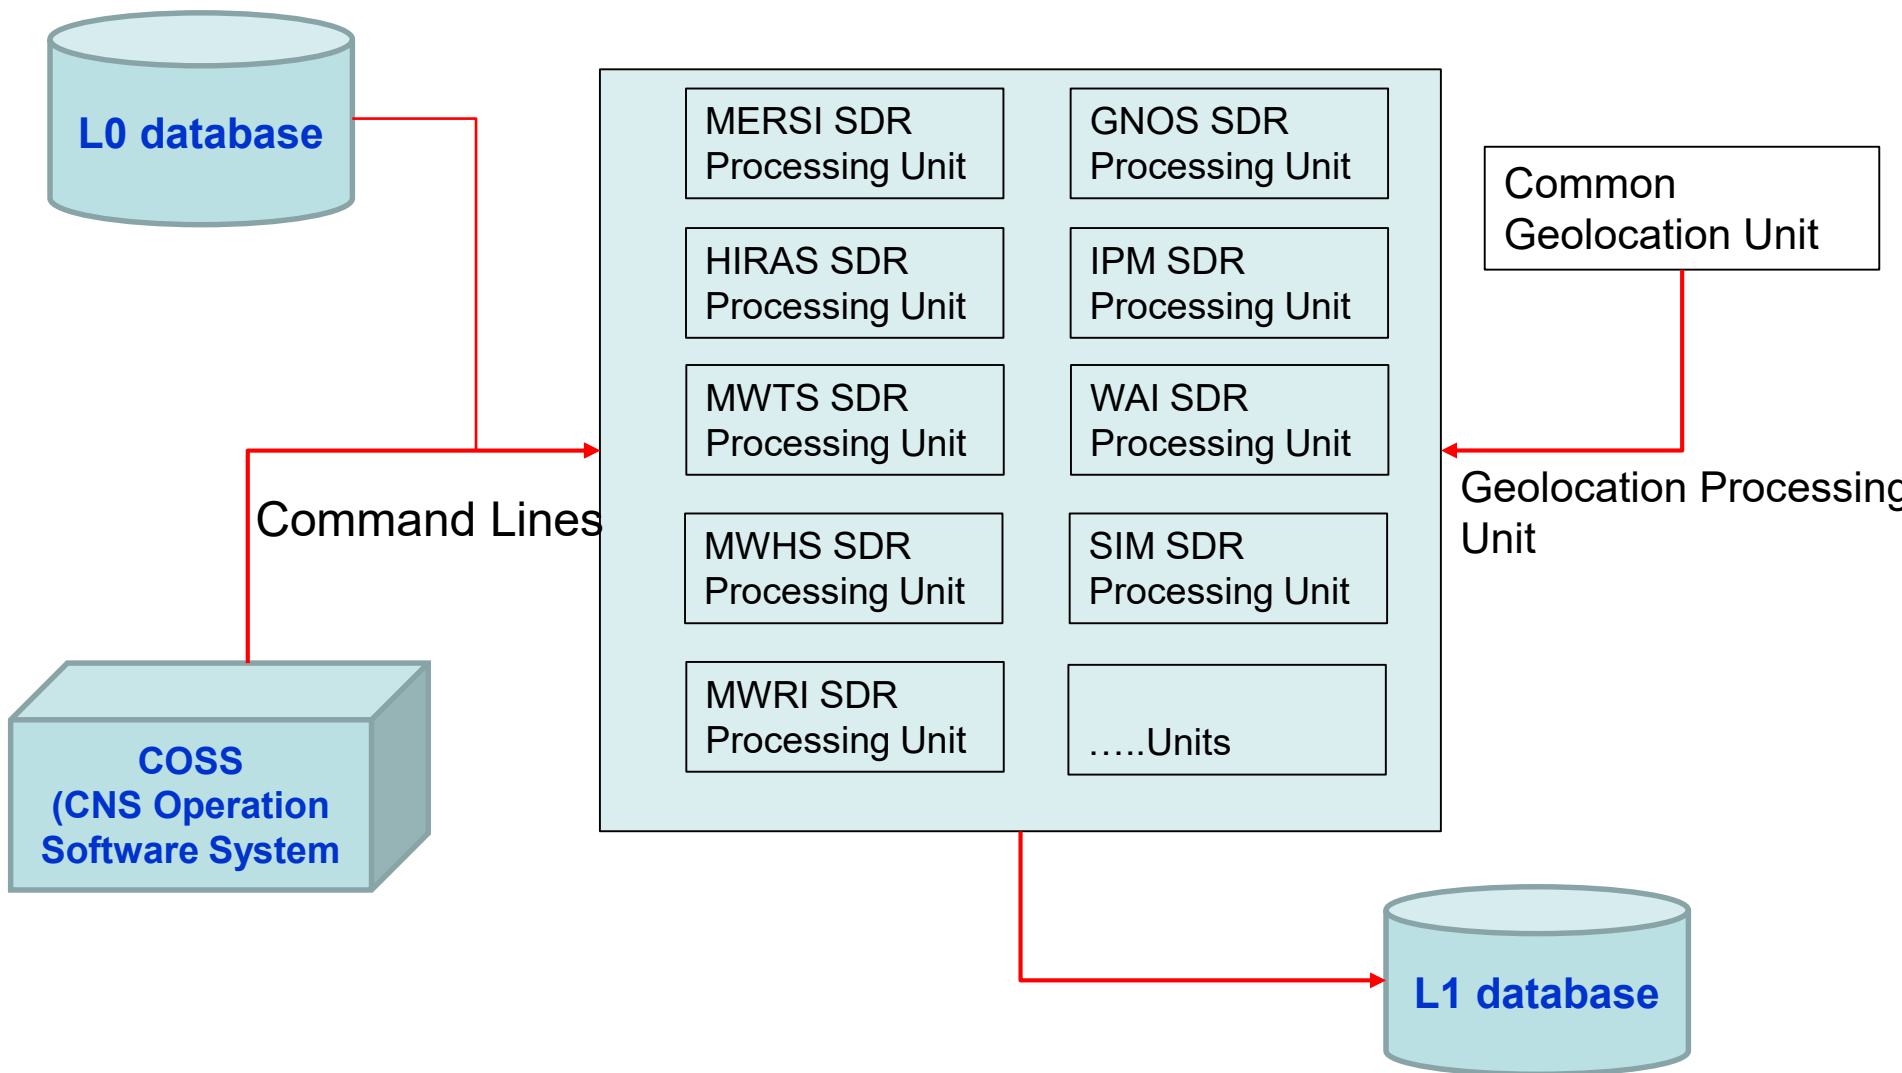 L0 database
MERSI SDR
Processing Unit
GNOS SDR
Processing Unit
Common
Geolocation Unit
HIRAS SDR
Processing Unit
IPM SDR
Processing Unit
MWTS SDR
Processing Unit
WAI SDR
Processing Unit
Command Lines
Geolocation Processing
Unit
MWHS SDR
Processing Unit
SIM SDR
Processing Unit
MWRI SDR
Processing Unit
…..Units
COSS
(CNS Operation
Software System
L1 database